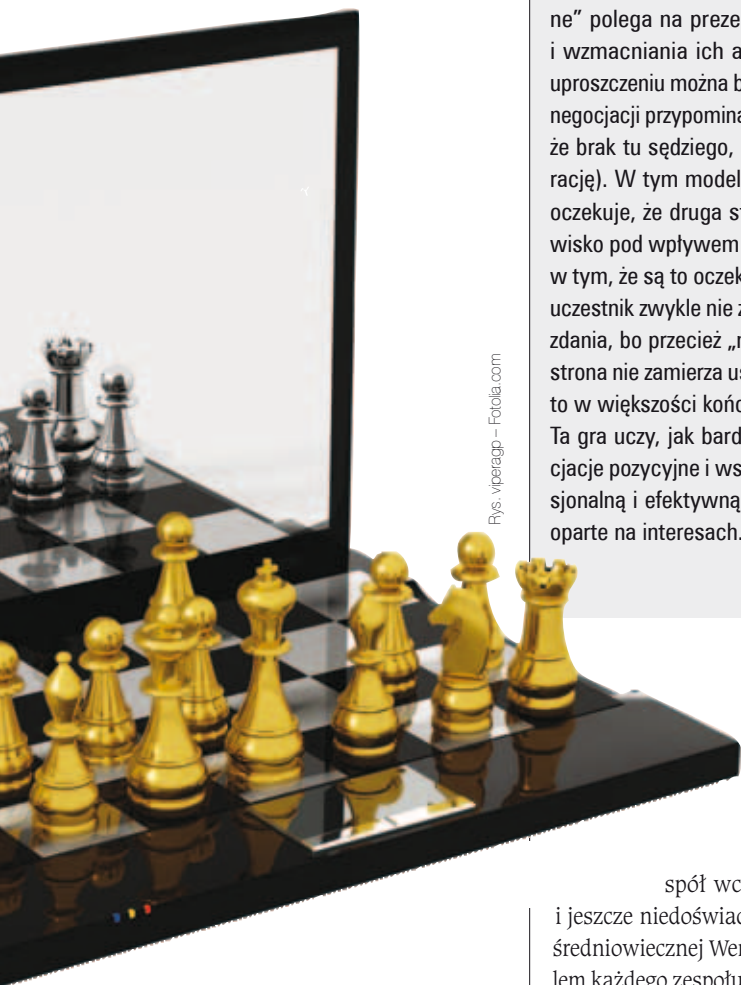 ne” polega na preze
i wzmacniania ich a
uproszczeniu można b
negocjacji przypomina
że brak tu sędziego,
rację). W tym model
oczekuje, że druga st
wisko pod wpływem
w tym, że są to oczek
uczestnik zwykle nie z
zdania, bo przecież „r
strona nie zamierza us
to w większości końc
Ta gra uczy, jak bard
cjacje pozycyjne i ws
sjonalną i efektywną
oparte na interesach.
Rys. viperagp – Fotolia.com
spół wc
i jeszcze niedoświad
średniowiecznej Wer
lem każdego zespołu